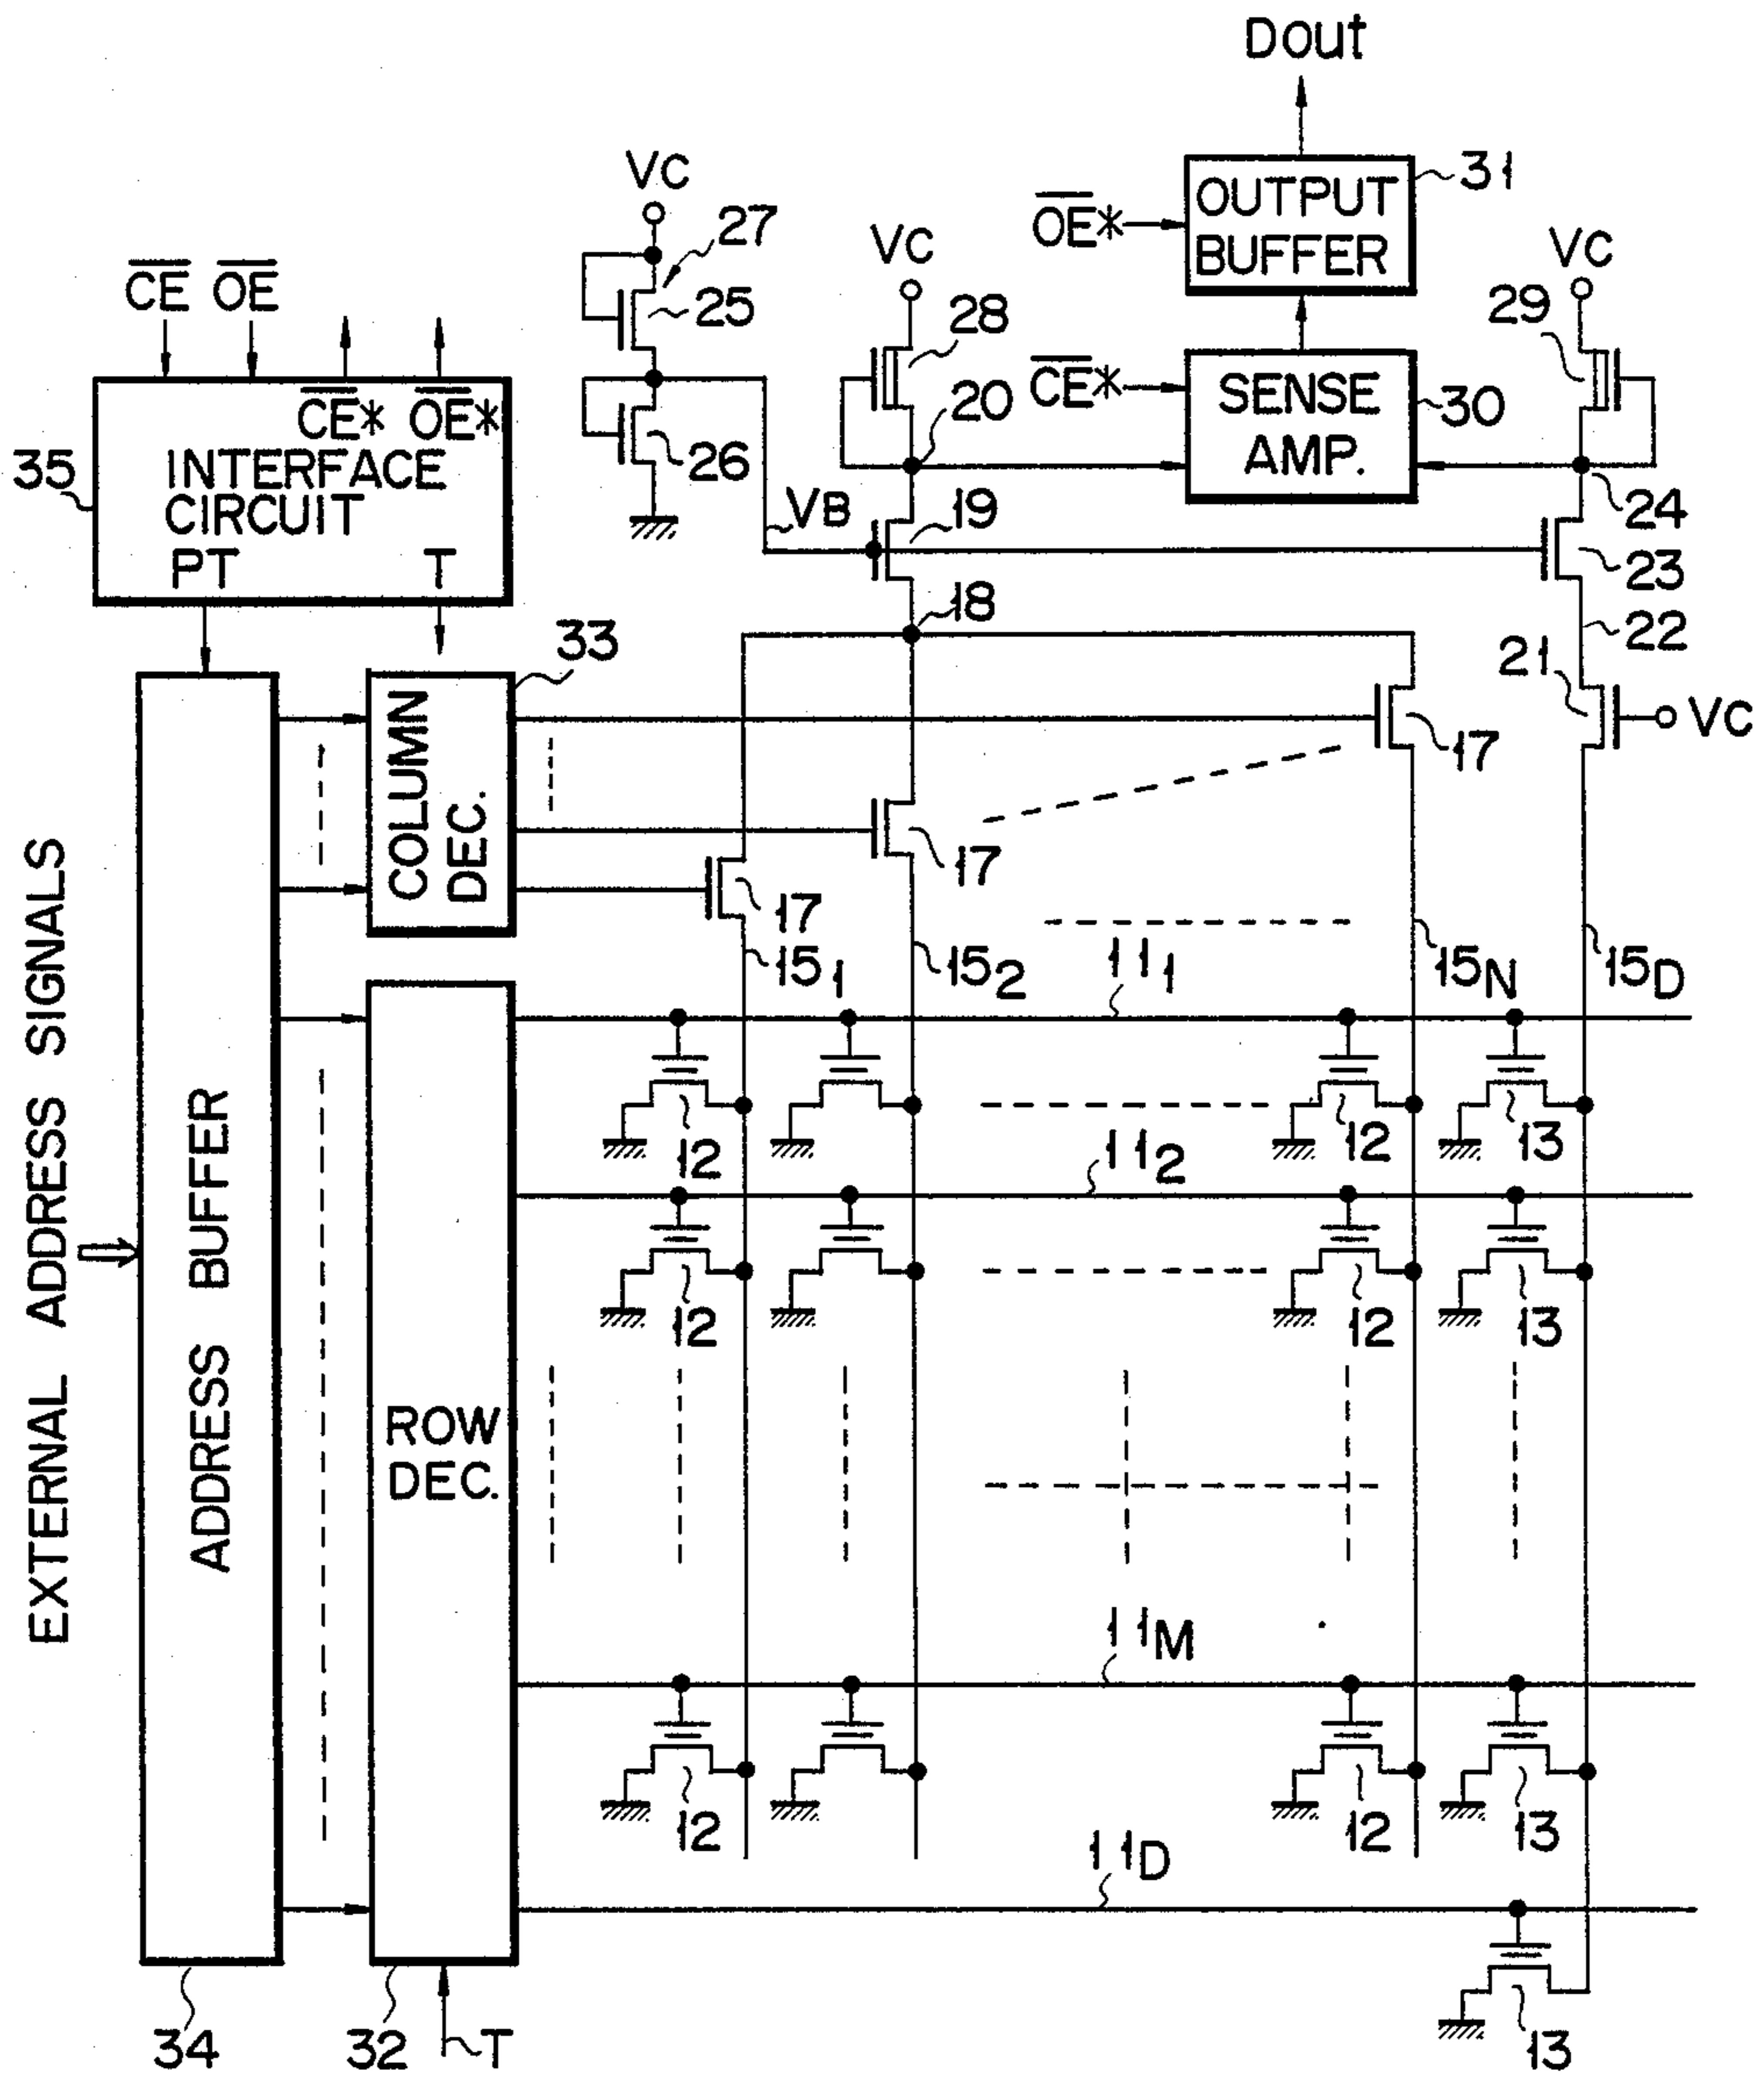 Dout
VC
27
OUTPUT BUFFER
31
OE*
VC
VC
CE OE
25
28
29
20
CE*
SENSE AMP.
30
CE* OE*
INTERFACE CIRCUIT
PT T
35
26
VB
19
24
23
18
22
33
21
VC
COLUMN DEC.
17
17
17
15₁
15₂
11₁
15N
15D
EXTERNAL ADDRESS SIGNALS
ADDRESS BUFFER
12
12
13
11₂
12
12
13
ROW DEC.
11M
12
12
13
11D
34
32
T
13